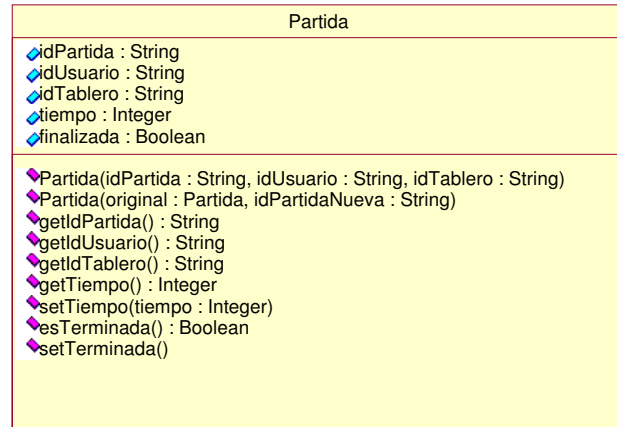 Partida
idPartida : String
idUsuario : String
idTablero : String
tiempo : Integer
finalizada : Boolean
Partida(idPartida : String, idUsuario : String, idTablero : String)
Partida(original : Partida, idPartidaNueva : String)
getIdPartida() : String
getIdUsuario() : String
getIdTablero() : String
getTiempo() : Integer
setTiempo(tiempo : Integer)
esTerminada() : Boolean
setTerminada()